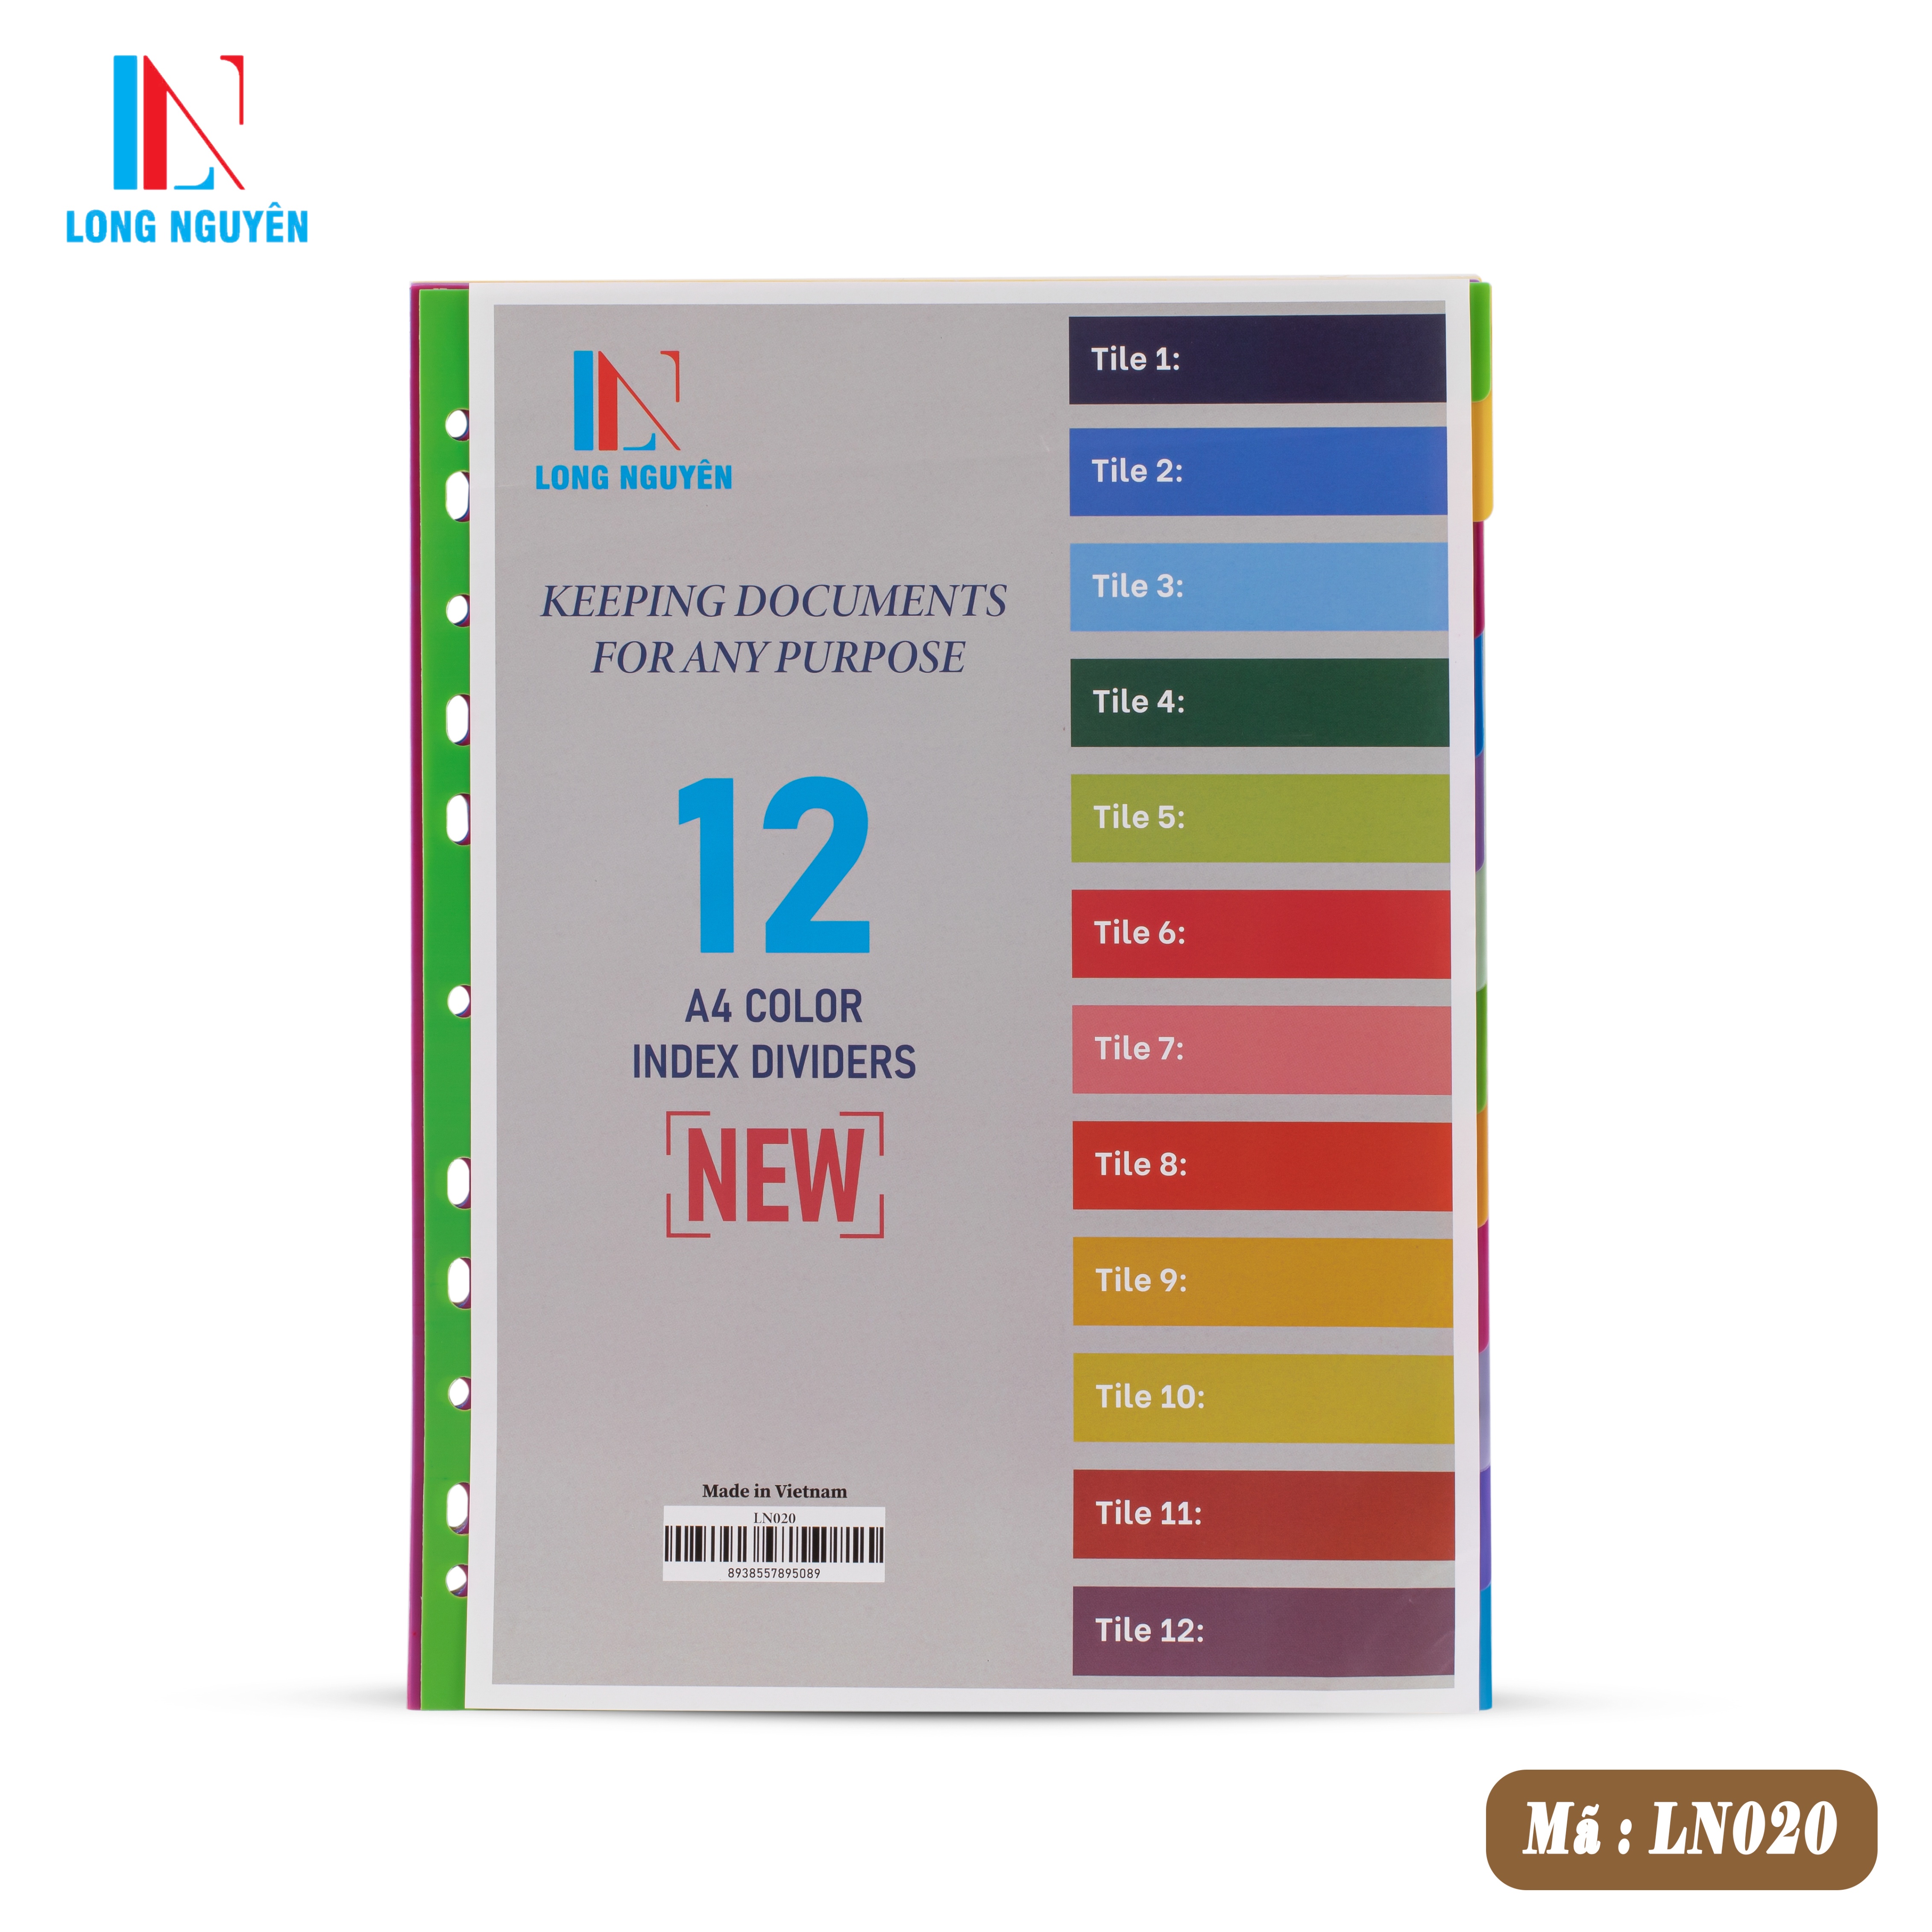 LONG NGUYÊN
LONG NGUYÊN
KEEPING DOCUMENTS
FOR ANY PURPOSE
12
A4 COLOR
INDEX DIVIDERS
NEW
Made in Vietnam
LN020
8938557895089
Tile 1:
Tile 2:
Tile 3:
Tile 4:
Tile 5:
Tile 6:
Tile 7:
Tile 8:
Tile 9:
Tile 10:
Tile 11:
Tile 12:
Mã : LN020